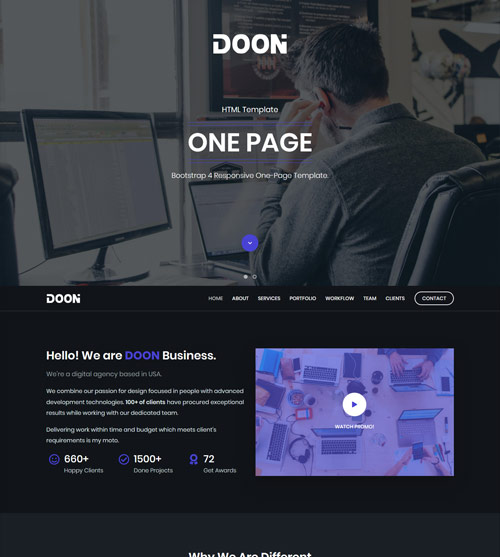 DOON
HTML Template
ONE PAGE
Bootstrap 4 Responsive One-Page Template.
DOON
HOME ABOUT SERVICES PORTFOLIO WORKFLOW TEAM CLIENTS CONTACT
Hello! We are DOON Business.
We're a digital agency based in USA.
We combine our passion for design focused in people with advanced
development technologies. 100+ of clients have procured exceptional
results while working with our dedicated team.
Delivering work within time and budget which meets client's
requirements is my moto.
660+
Happy Clients
1500+
Done Projects
72
Get Awards
WATCH PROMO!
Why We Are Different